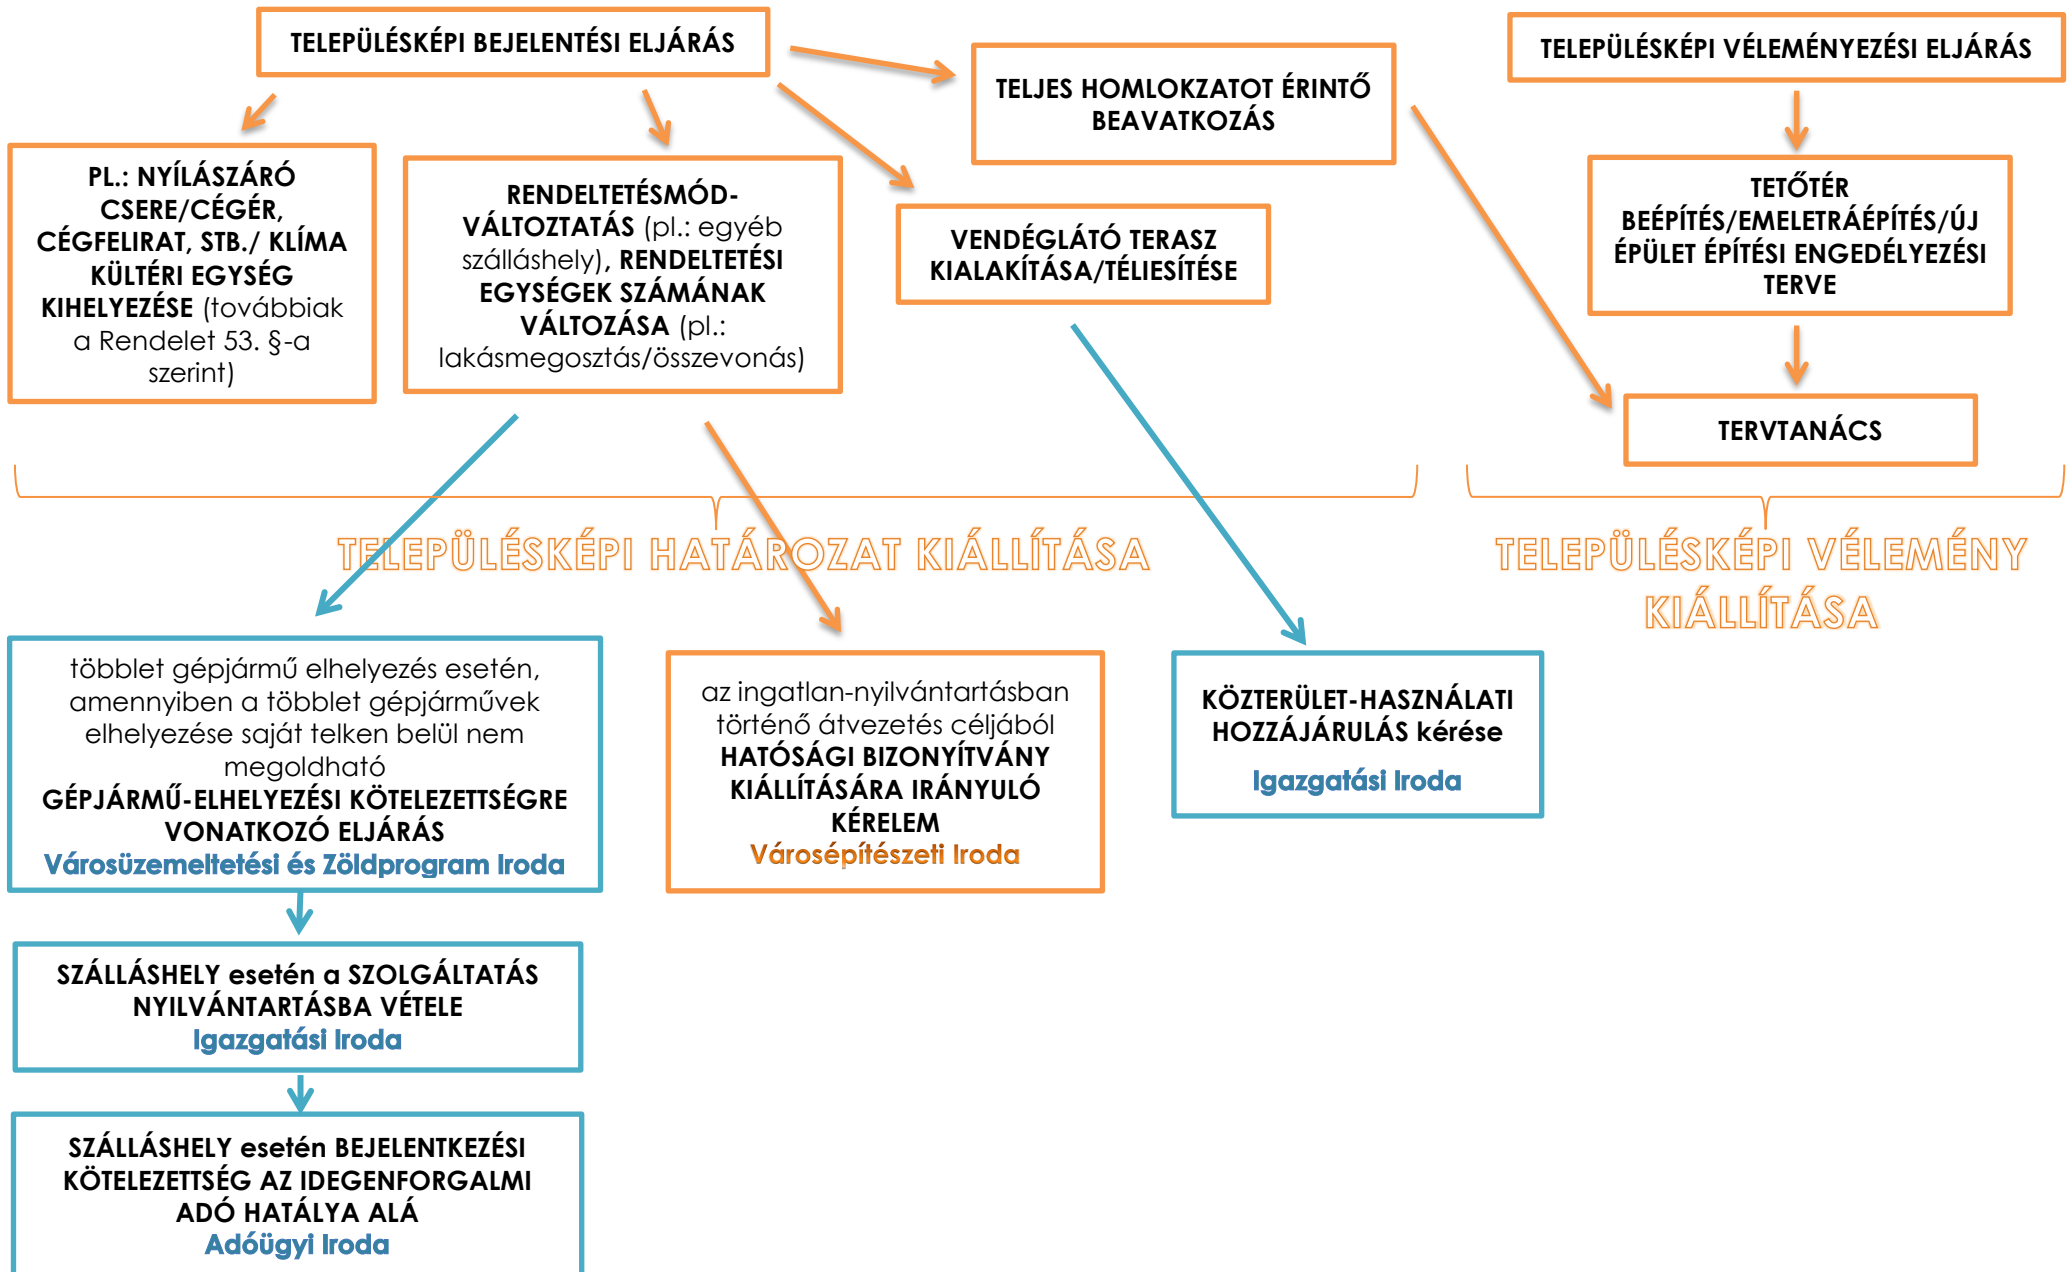 TELEPÜLÉSKÉPI BEJELENTÉSI ELJÁRÁS
TELJES HOMLOKZATOT ÉRINTŐ
BEAVATKOZÁS
TELEPÜLÉSKÉPI VÉLEMÉNYEZÉSI ELJÁRÁS
PL.: NYÍLÁSZÁRÓ
CSERE/CÉGÉR,
CÉGFELIRAT, STB./ KLÍMA
KÜLTÉRI EGYSÉG
KIHELYEZÉSE (továbbiak
a Rendelet 53. §-a
szerint)
RENDELTETÉSMÓD-
VÁLTOZTATÁS (pl.: egyéb
szálláshely), RENDELTETÉSI
EGYSÉGEK SZÁMÁNAK
VÁLTOZÁSA (pl.:
lakásmegosztás/összevonás)
VENDÉGLÁTÓ TERASZ
KIALAKÍTÁSA/TÉLIESÍTÉSE
TETŐTÉR
BEÉPÍTÉS/EMELETRÁÉPÍTÉS/ÚJ
ÉPÜLET ÉPÍTÉSI ENGEDÉLYEZÉSI
TERVE
TERVTANÁCS
TELEPÜLÉSKÉPI HATÁROZAT KIÁLLÍTÁSA
TELEPÜLÉSKÉPI VÉLEMÉNY
KIÁLLÍTÁSA
többlet gépjármű elhelyezés esetén,
amennyiben a többlet gépjárművek
elhelyezése saját telken belül nem
megoldható
GÉPJÁRMŰ-ELHELYEZÉSI KÖTELEZETTSÉGRE
VONATKOZÓ ELJÁRÁS
Városüzemeltetési és Zöldprogram Iroda
az ingatlan-nyilvántartásban
történő átvezetés céljából
HATÓSÁGI BIZONYÍTVÁNY
KIÁLLÍTÁSÁRA IRÁNYULÓ
KÉRELEM
Városépítészeti Iroda
KÖZTERÜLET-HASZNÁLATI
HOZZÁJÁRULÁS kérése
Igazgatási Iroda
SZÁLLÁSHELY esetén a SZOLGÁLTATÁS
NYILVÁNTARTÁSBA VÉTELE
Igazgatási Iroda
SZÁLLÁSHELY esetén BEJELENTKEZÉSI
KÖTELEZETTSÉG AZ IDEGENFORGALMI
ADÓ HATÁLYA ALÁ
Adóügyi Iroda